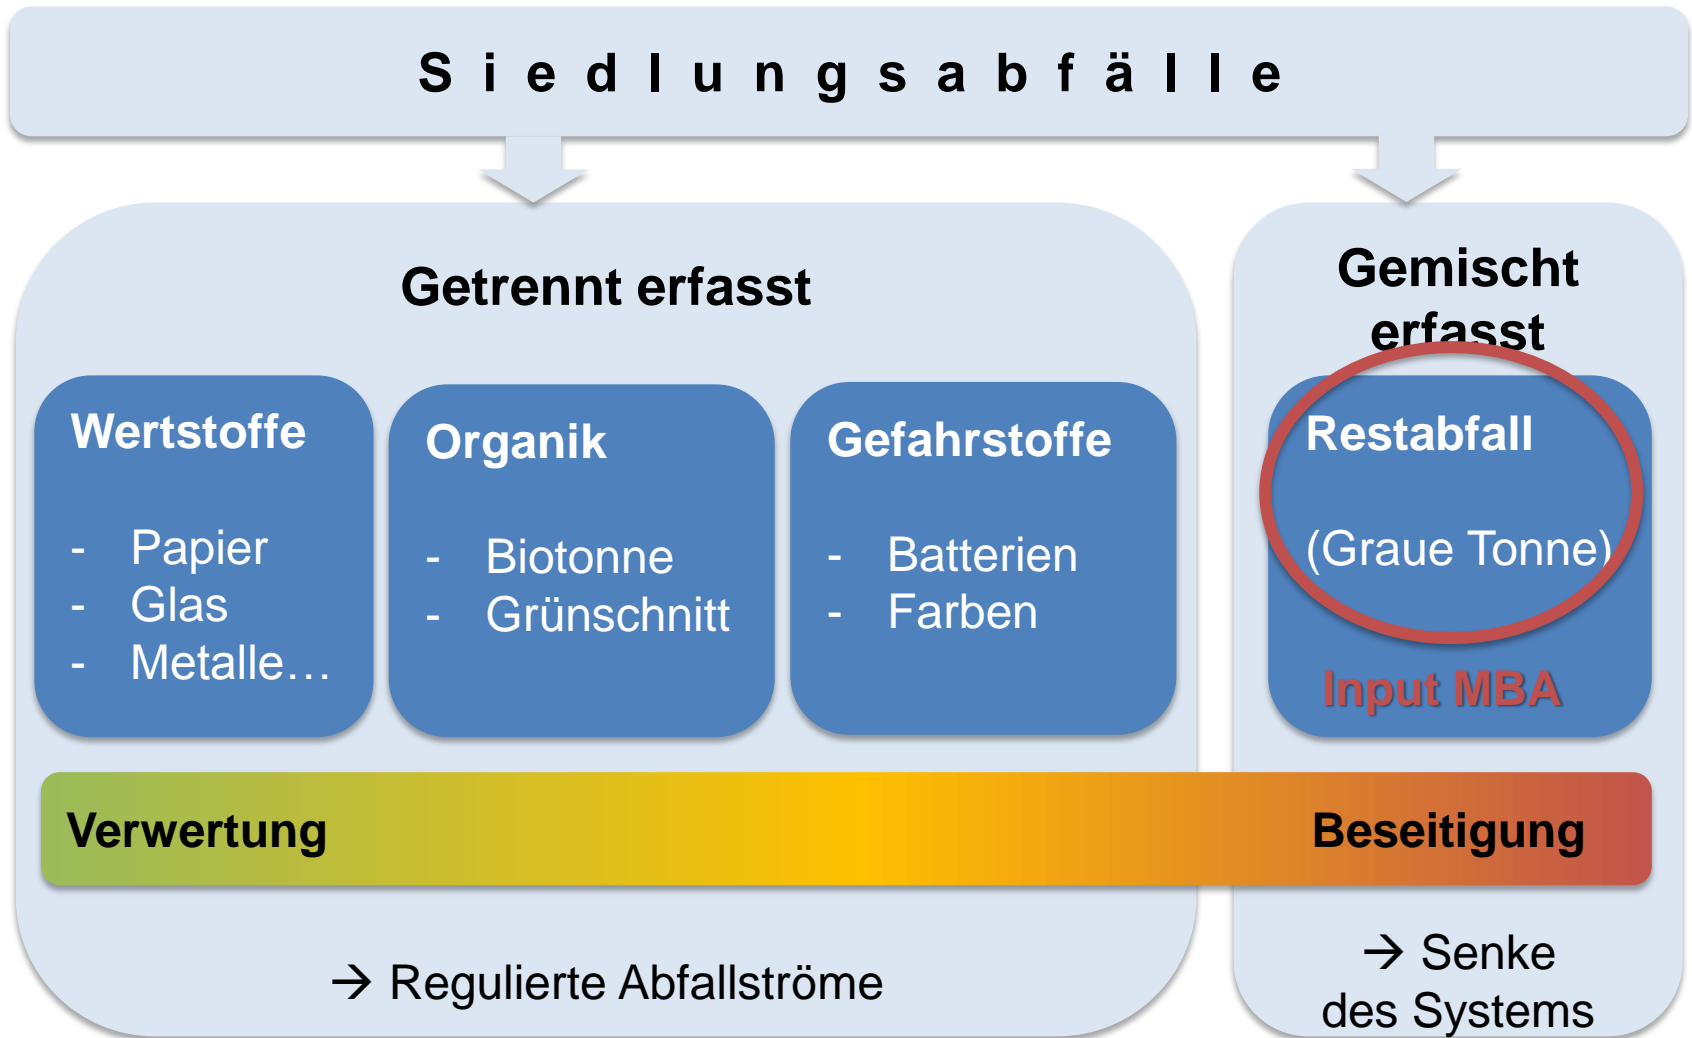 Siedlungsabfälle
Getrennt erfasst
Gemischt
erfasst
Wertstoffe
- Papier
- Glas
- Metalle…
Organik
- Biotonne
- Grünschnitt
Gefahrstoffe
- Batterien
- Farben
Restabfall
(Graue Tonne)
Input MBA
Verwertung
Beseitigung
→ Regulierte Abfallströme
→ Senke
des Systems